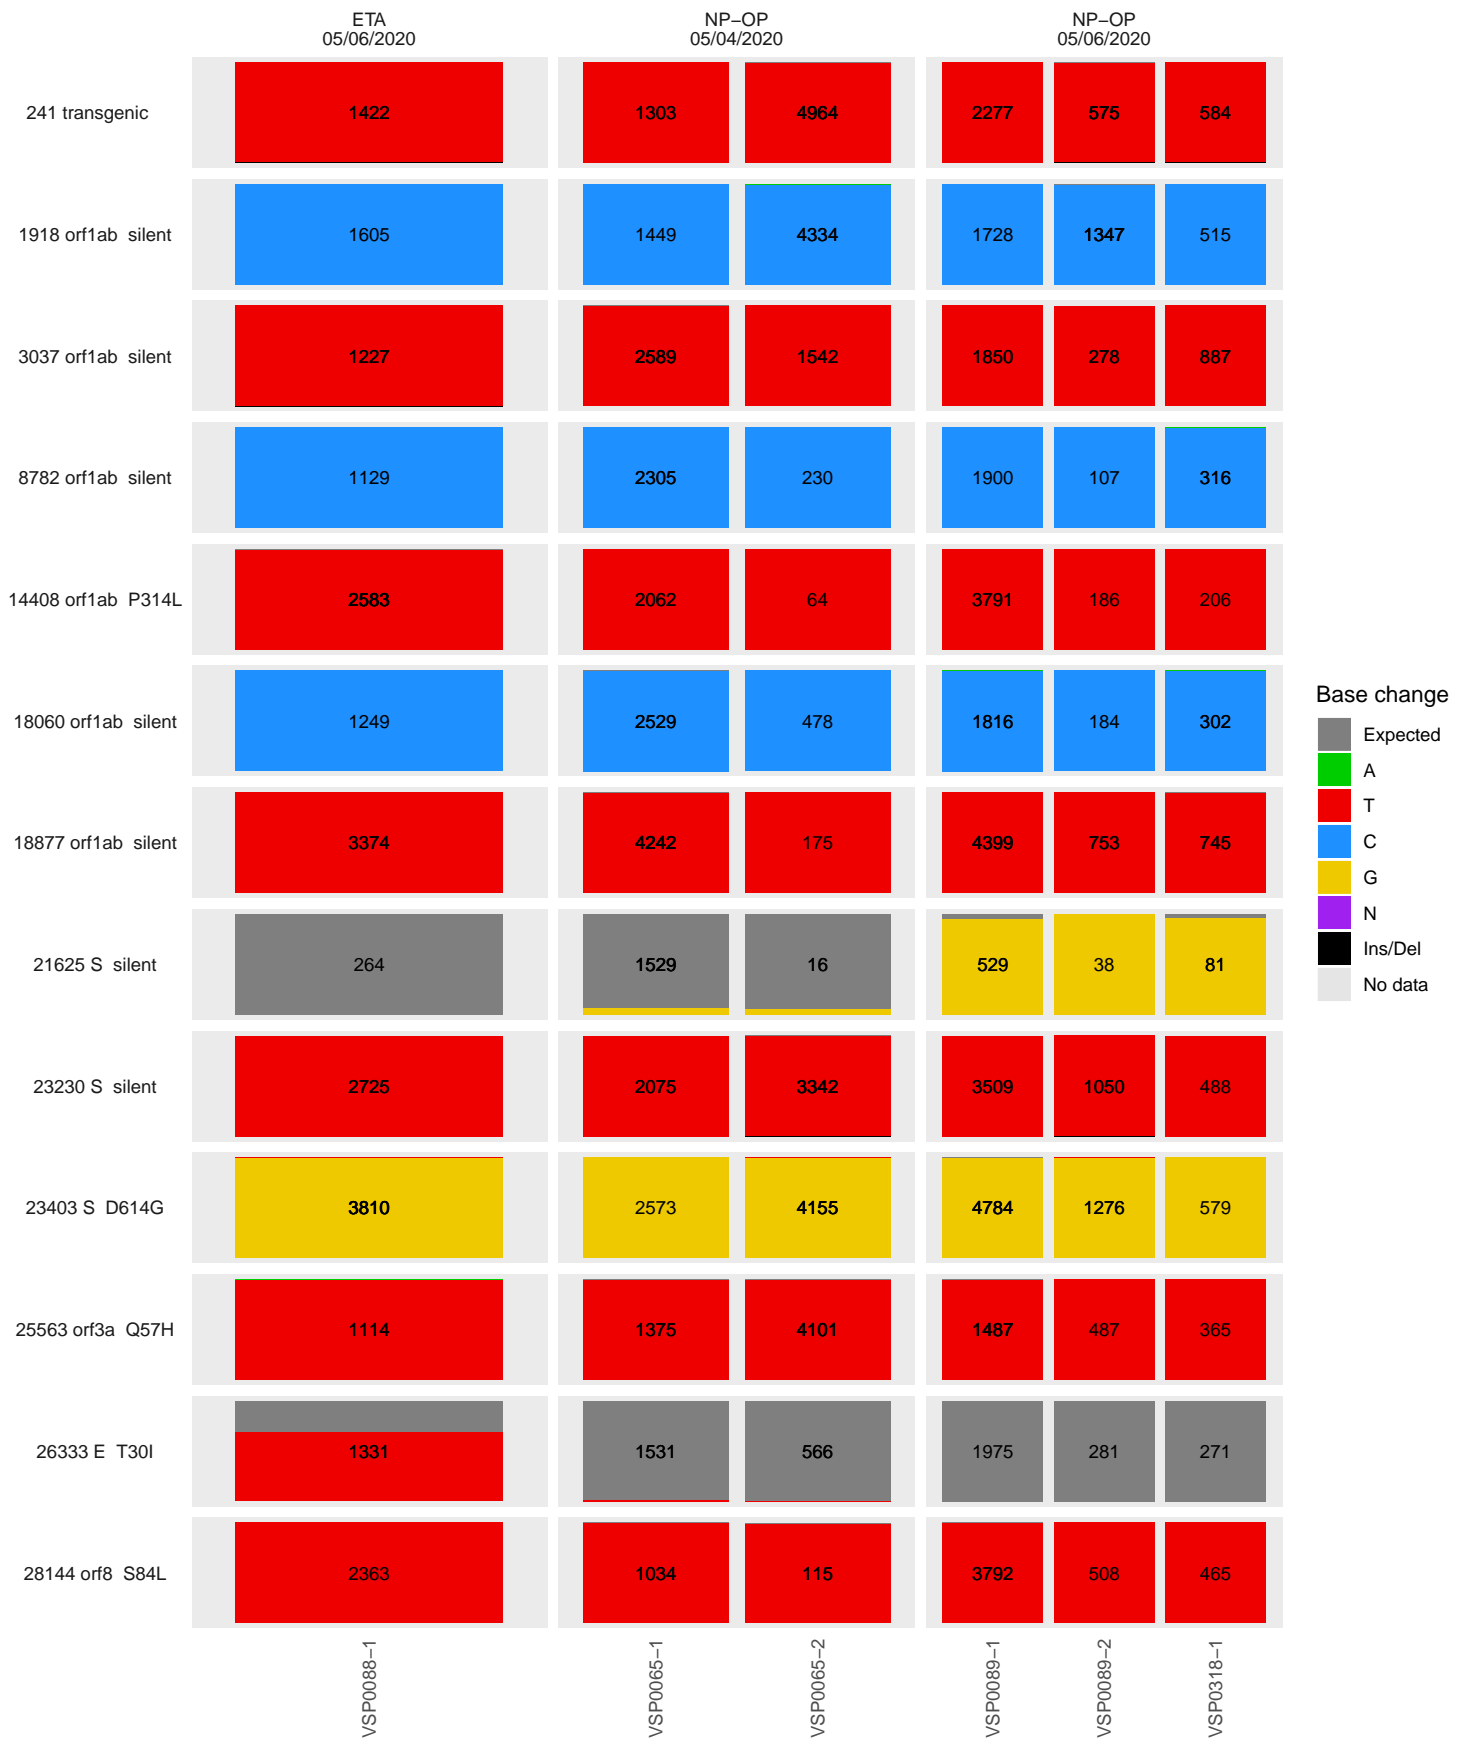 ETA
05/06/2020
NP−OP
05/04/2020
NP−OP
05/06/2020
241 transgenic
1422 1303 4964 2277 575 584
1918 orf1ab silent
1605 1449 4334 1728 1347 515
3037 orf1ab silent
1227 2589 1542 1850 278 887
8782 orf1ab silent
1129 2305 230 1900 107 316
14408 orf1ab P314L
2583 2062 64 3791 186 206
18060 orf1ab silent
1249 2529 478 1816 184 302
18877 orf1ab silent
3374 4242 175 4399 753 745
21625 S silent
264 1529 16 529 38 81
23230 S silent
2725 2075 3342 3509 1050 488
23403 S D614G
3810 2573 4155 4784 1276 579
25563 orf3a Q57H
1114 1375 4101 1487 487 365
26333 E T30I
1331 1531 566 1975 281 271
28144 orf8 S84L
2363 1034 115 3792 508 465
VSP0088−1
VSP0065−1
VSP0065−2
VSP0089−1
VSP0089−2
VSP0318−1
Base change
Expected
A
T
C
G
N
Ins/Del
No data